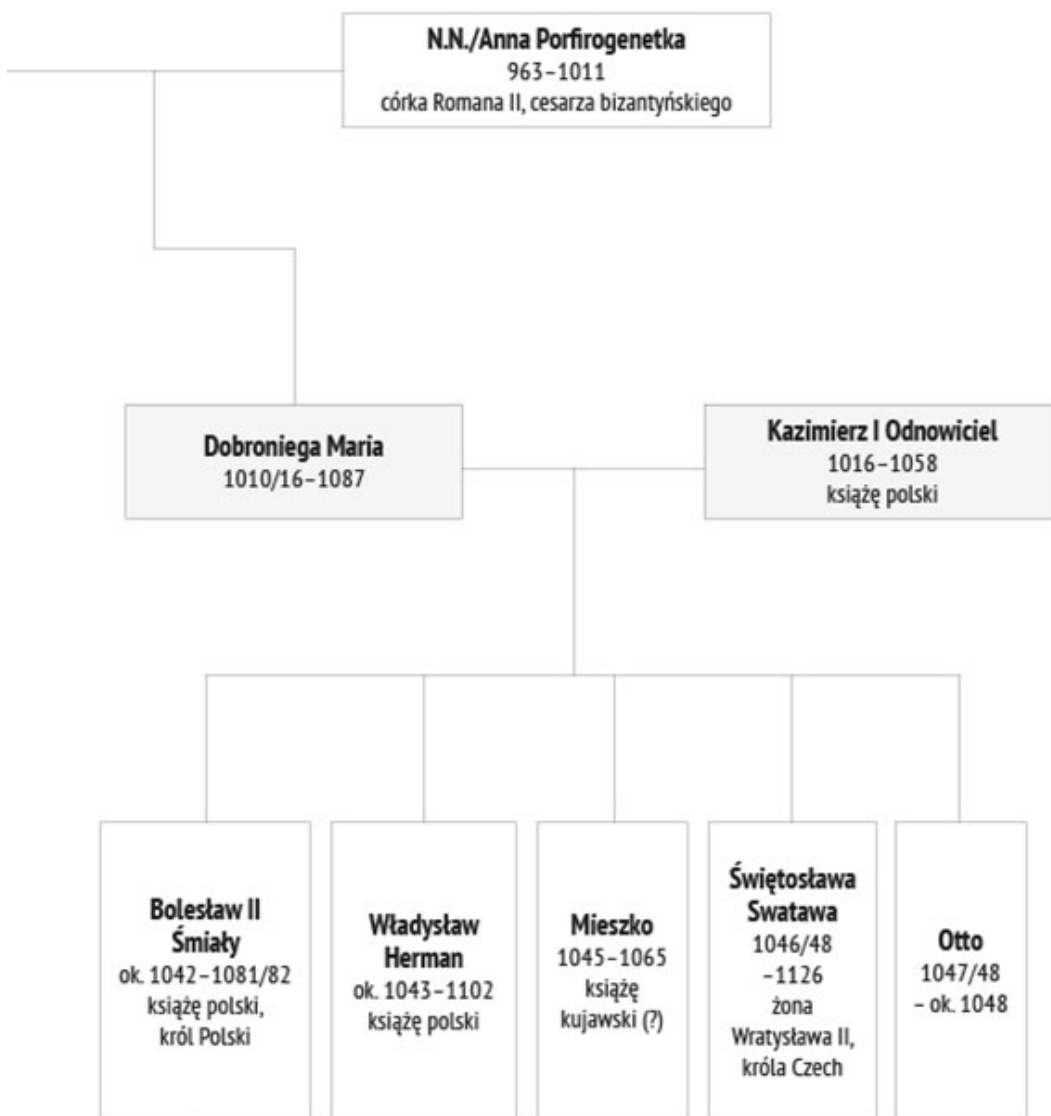 N.N./Anna Porfirogenetka
963–1011
córka Romana II, cesarza bizantyńskiego
Dobroniega Maria
1010/16–1087
Kazimierz I Odnowiciel
1016–1058
książę polski
Bolesław II
Śmiały
ok. 1042–1081/82
książę polski,
król Polski
Władysław
Herman
ok. 1043–1102
książę polski
Mieszko
1045–1065
książę
kujawski (?)
Świętosława
Swatawa
1046/48
–1126
żona
Wratysława II,
króla Czech
Otto
1047/48
– ok. 1048